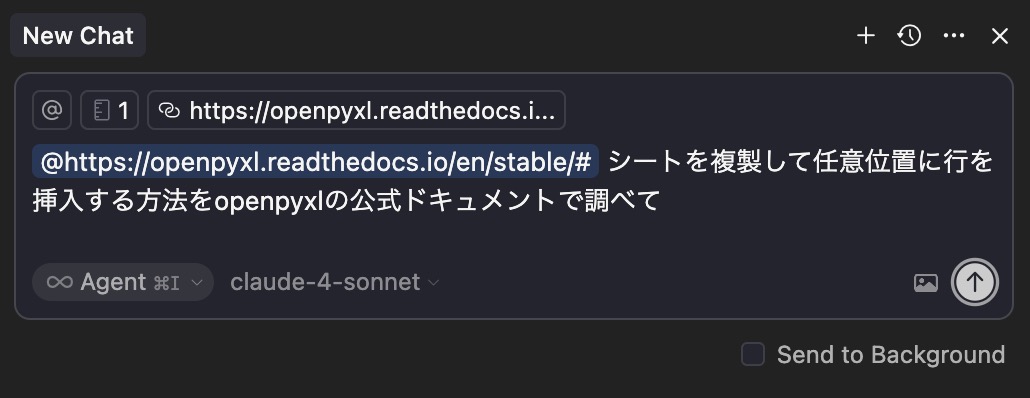 New Chat
@ 1 https://openpyxl.readthedocs.i...
@https://openpyxl.readthedocs.io/en/stable/# シートを複製して任意位置に行を
挿入する方法をopenpyxlの公式ドキュメントで調べて
Agent ⌘I claude-4-sonnet
Send to Background